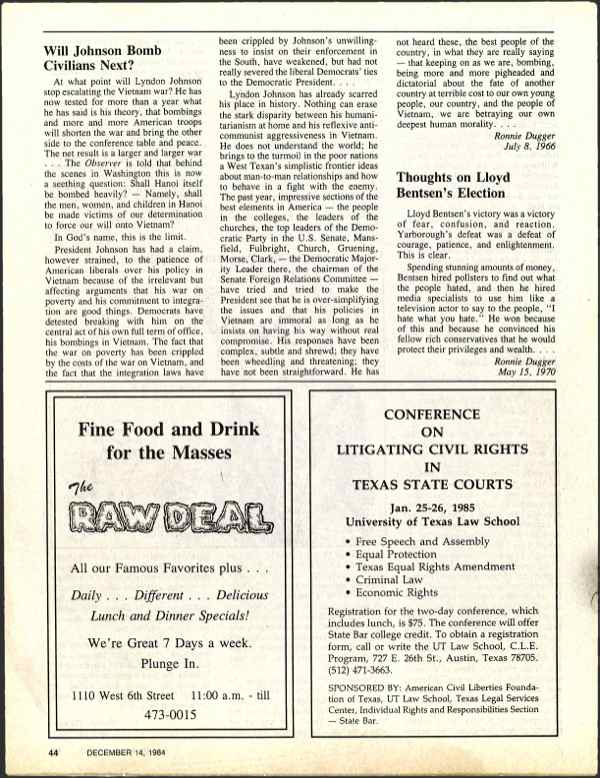 Will Johnson Bomb
Civilians Next?
At what point will Lyndon Johnson
stop escalating the Vietnam war? He has
now tested for more than a year what
he has said is his theory, that bombings
and more and more American troops
will shorten the war and bring the other
side to the conference table and peace.
The net result is a larger and larger war
. . . The Observer is told that behind
the scenes in Washington this is now
a seething question: Shall Hanoi itself
be bombed heavily? — Namely, shall
the men, women, and children in Hanoi
be made victims of our determination
to force our will onto Vietnam?
In God's name, this is the limit.
President Johnson has had a claim,
however strained, to the patience of
American liberals over his policy in
Vietnam because of the irrelevant but
affecting arguments that his war on
poverty and his commitment to integra-
tion are good things. Democrats have
detested breaking with him on the
central act of his own full term of office,
his bombings in Vietnam. The fact that
the war on poverty has been crippled
by the costs of the war on Vietnam, and
the fact that the integration laws have
been crippled by Johnson's unwilling-
ness to insist on their enforcement in
the South, have weakened, but had not
really severed the liberal Democrats' ties
to the Democratic President. . . .
Lyndon Johnson has already scarred
his place in history. Nothing can erase
the stark disparity between his humani-
tarianism at home and his reflexive anti-
communist aggressiveness in Vietnam.
He does not understand the world; he
brings to the turmoil in the poor nations
a West Texan's simplistic frontier ideas
about man-to-man relationships and how
to behave in a fight with the enemy.
The past year, impressive sections of the
best elements in America — the people
in the colleges, the leaders of the
churches, the top leaders of the Demo-
cratic Party in the U.S. Senate, Mans-
field, Fulbright, Church, Gruening,
Morse, Clark, — the Democratic Major-
ity Leader there, the chairman of the
Senate Foreign Relations Committee —
have tried and tried to make the
President see that he is over-simplifying
the issues and that his policies in
Vietnam are immoral as long as he
insists on having his way without real
compromise. His responses have been
complex, subtle and shrewd; they have
been wheedling and threatening; they
have not been straightforward. He has
not heard these, the best people of the
country, in what they are really saying
— that keeping on as we are, bombing,
being more and more pigheaded and
dictatorial about the fate of another
country at terrible cost to our own young
people, our country, and the people of
Vietnam, we are betraying our own
deepest human morality. . . .
Ronnie Dugger
July 8, 1966
Thoughts on Lloyd
Bentsen's Election
Lloyd Bentsen's victory was a victory
of fear, confusion, and reaction.
Yarborough's defeat was a defeat of
courage, patience, and enlightenment.
This is clear.
Spending stunning amounts of money,
Bentsen hired pollsters to find out what
the people hated, and then he hired
media specialists to use him like a
television actor to say to the people, "I
hate what you hate." He won because
of this and because he convinced his
fellow rich conservatives that he would
protect their privileges and wealth. . . .
Ronnie Dugger
May 15, 1970
Fine Food and Drink
for the Masses
The
RAW DEAL
All our Famous Favorites plus . . .
Daily . . . Different . . . Delicious
Lunch and Dinner Specials!
We're Great 7 Days a week.
Plunge In.
1110 West 6th Street 11:00 a.m. - till
473-0015
CONFERENCE
ON
LITIGATING CIVIL RIGHTS
IN
TEXAS STATE COURTS
Jan. 25-26, 1985
University of Texas Law School
• Free Speech and Assembly
• Equal Protection
• Texas Equal Rights Amendment
• Criminal Law
• Economic Rights
Registration for the two-day conference, which
includes lunch, is $75. The conference will offer
State Bar college credit. To obtain a registration
form, call or write the UT Law School, C.L.E.
Program, 727 E. 26th St., Austin, Texas 78705.
(512) 471-3663.
SPONSORED BY: American Civil Liberties Founda-
tion of Texas, UT Law School, Texas Legal Services
Center, Individual Rights and Responsibilities Section
— State Bar.
44 DECEMBER 14, 1984